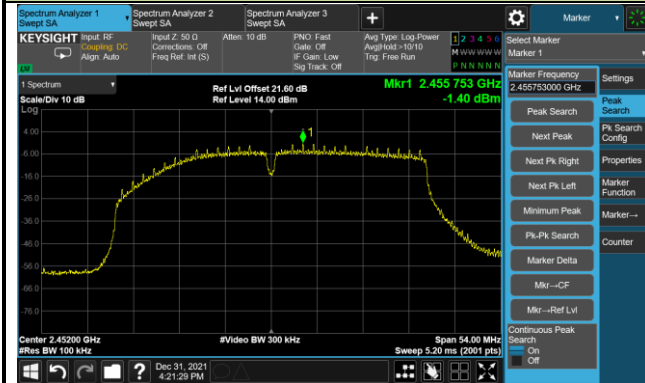 Spectrum Analyzer 1
Swept SA
Spectrum Analyzer 2
Swept SA
Spectrum Analyzer 3
Swept SA
Marker
KEYSIGHT
Input: RF
Coupling: DC
Align: Auto
Input Z: 50 Ω
Corrections: Off
Freq Ref: Int (S)
Atten: 10 dB
PNO: Fast
Gate: Off
IF Gain: Low
Sig Track: Off
Avg Type: Log-Power
Avg|Hold:>10/10
Trig: Free Run
1 2 3 4 5 6
M W W W W W
P N N N N N
Select Marker
Marker 1
1 Spectrum
Scale/Div 10 dB
Log
Ref Lvl Offset 21.60 dB
Ref Level 14.00 dBm
Mkr1 2.455 753 GHz
-1.40 dBm
4.00
-6.00
-16.0
-26.0
-36.0
-46.0
-56.0
-66.0
-76.0
1
Center 2.45200 GHz
#Res BW 100 kHz
#Video BW 300 kHz
Span 54.00 MHz
Sweep 5.20 ms (2001 pts)
Marker Frequency
2.455753000 GHz
Peak Search
Next Peak
Next Pk Right
Next Pk Left
Minimum Peak
Pk-Pk Search
Marker Delta
Mkr→CF
Mkr→Ref Lvl
Continuous Peak
Search
On
Off
Settings
Peak
Search
Pk Search
Config
Properties
Marker
Function
Marker→
Counter
Dec 31, 2021
4:21:29 PM